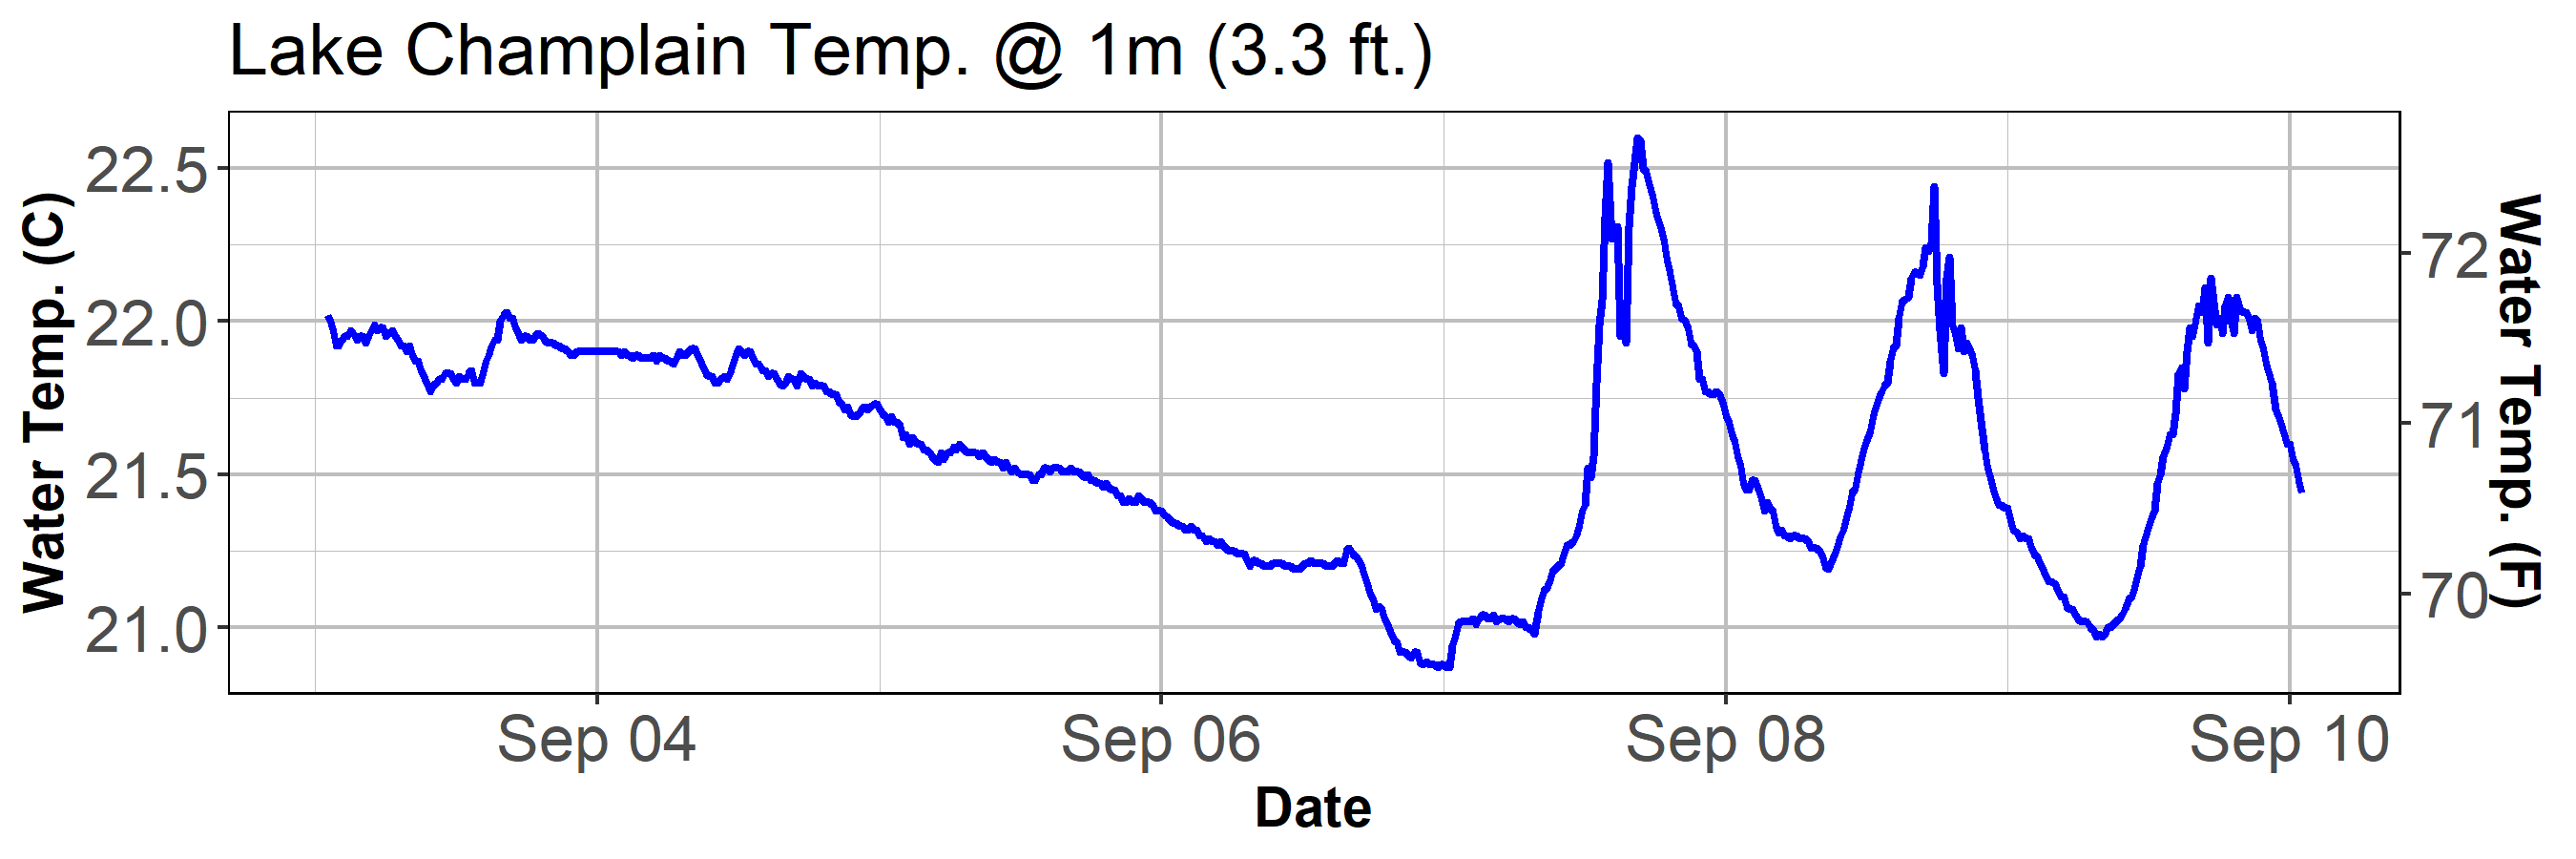 Lake Champlain Temp. @ 1m (3.3 ft.)
Water Temp. (C)
22.5
22.0
21.5
21.0
72
71
70
Water Temp. (F)
Sep 04
Sep 06
Sep 08
Sep 10
Date